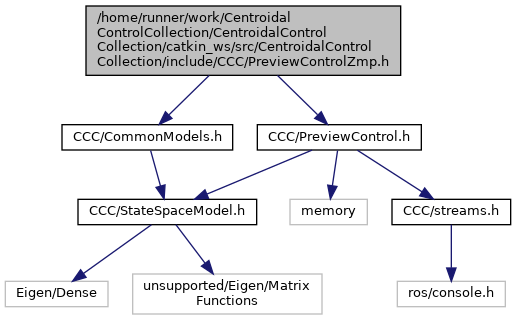 /home/runner/work/Centroidal
ControlCollection/CentroidalControl
Collection/catkin_ws/src/CentroidalControl
Collection/include/CCC/PreviewControlZmp.h
CCC/CommonModels.h
CCC/PreviewControl.h
CCC/StateSpaceModel.h
memory
CCC/streams.h
Eigen/Dense
unsupported/Eigen/Matrix
Functions
ros/console.h